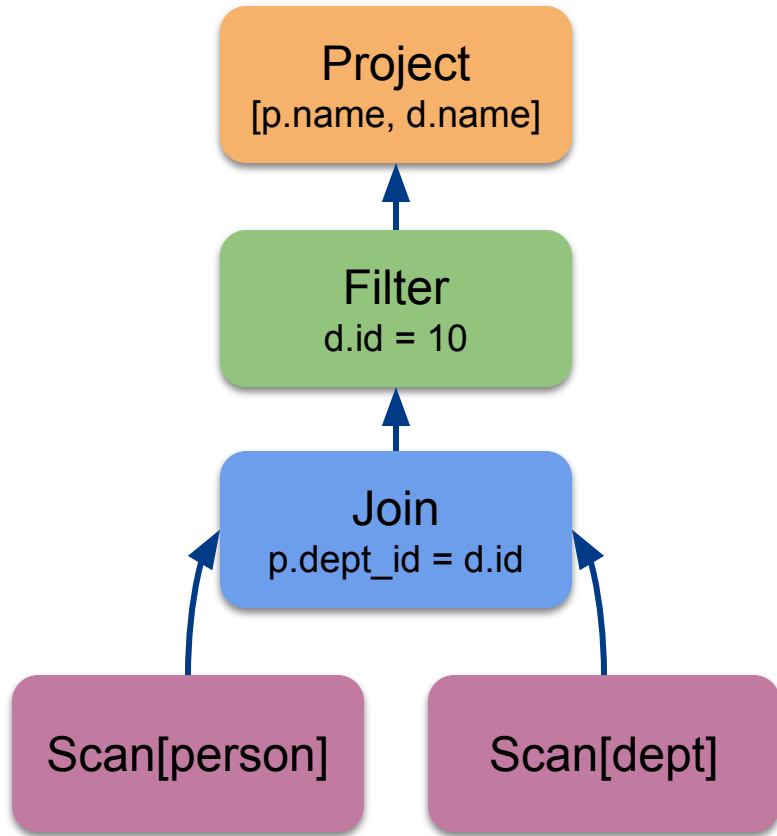 Project
[p.name, d.name]
Filter
d.id = 10
Join
p.dept_id = d.id
Scan[person]
Scan[dept]